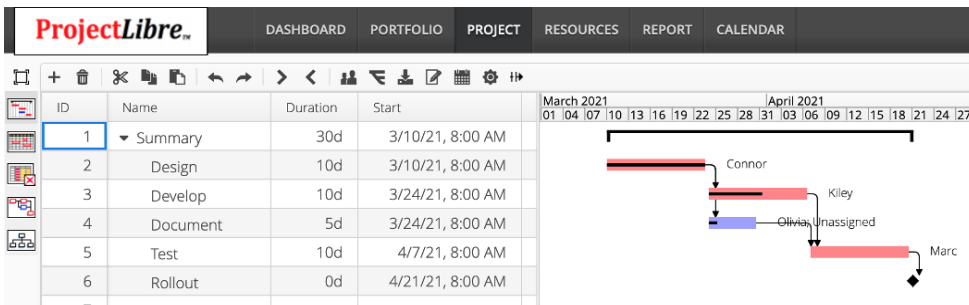 ProjectLibre™ DASHBOARD PORTFOLIO PROJECT RESOURCES REPORT CALENDAR
ID Name Duration Start
March 2021 April 2021
01 04 07 10 13 16 19 22 25 28 31 03 06 09 12 15 18 21 24 27
1 Summary 30d 3/10/21, 8:00 AM
2 Design 10d 3/10/21, 8:00 AM Connor
3 Develop 10d 3/24/21, 8:00 AM Kiley
4 Document 5d 3/24/21, 8:00 AM Olivia; Unassigned
5 Test 10d 4/7/21, 8:00 AM Marc
6 Rollout 0d 4/21/21, 8:00 AM